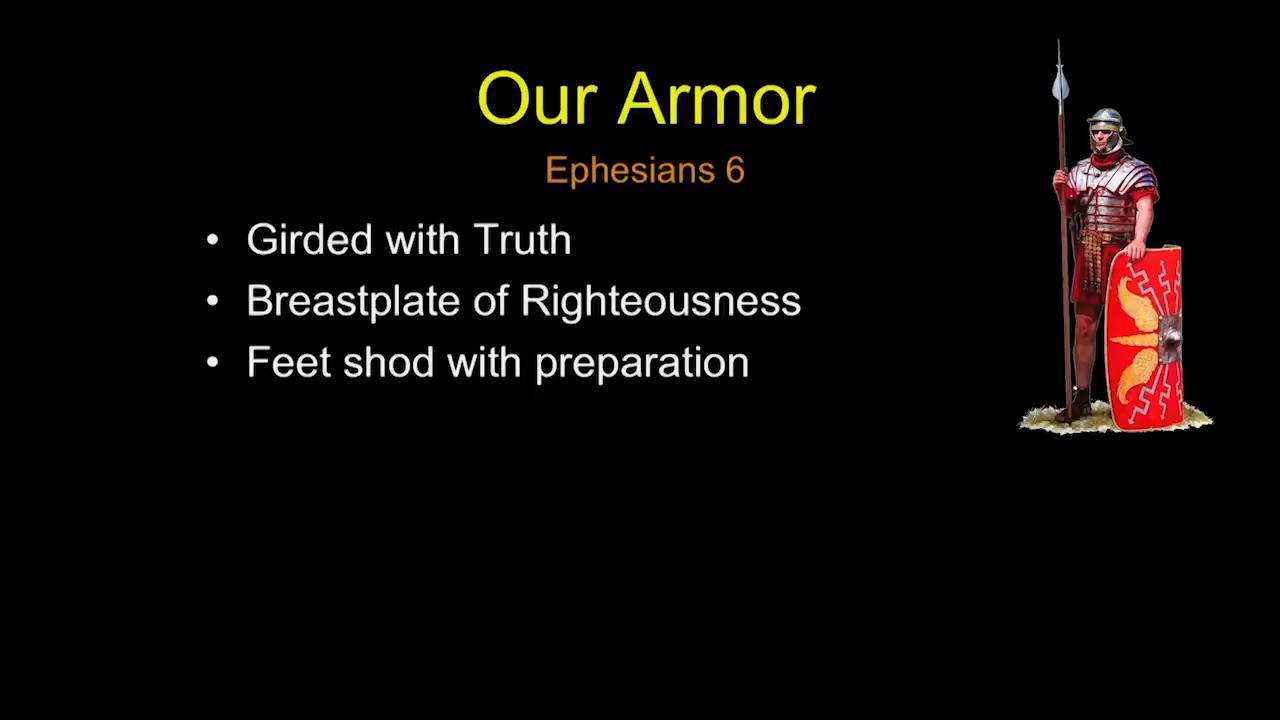 Our Armor
Ephesians 6
• Girded with Truth
• Breastplate of Righteousness
• Feet shod with preparation